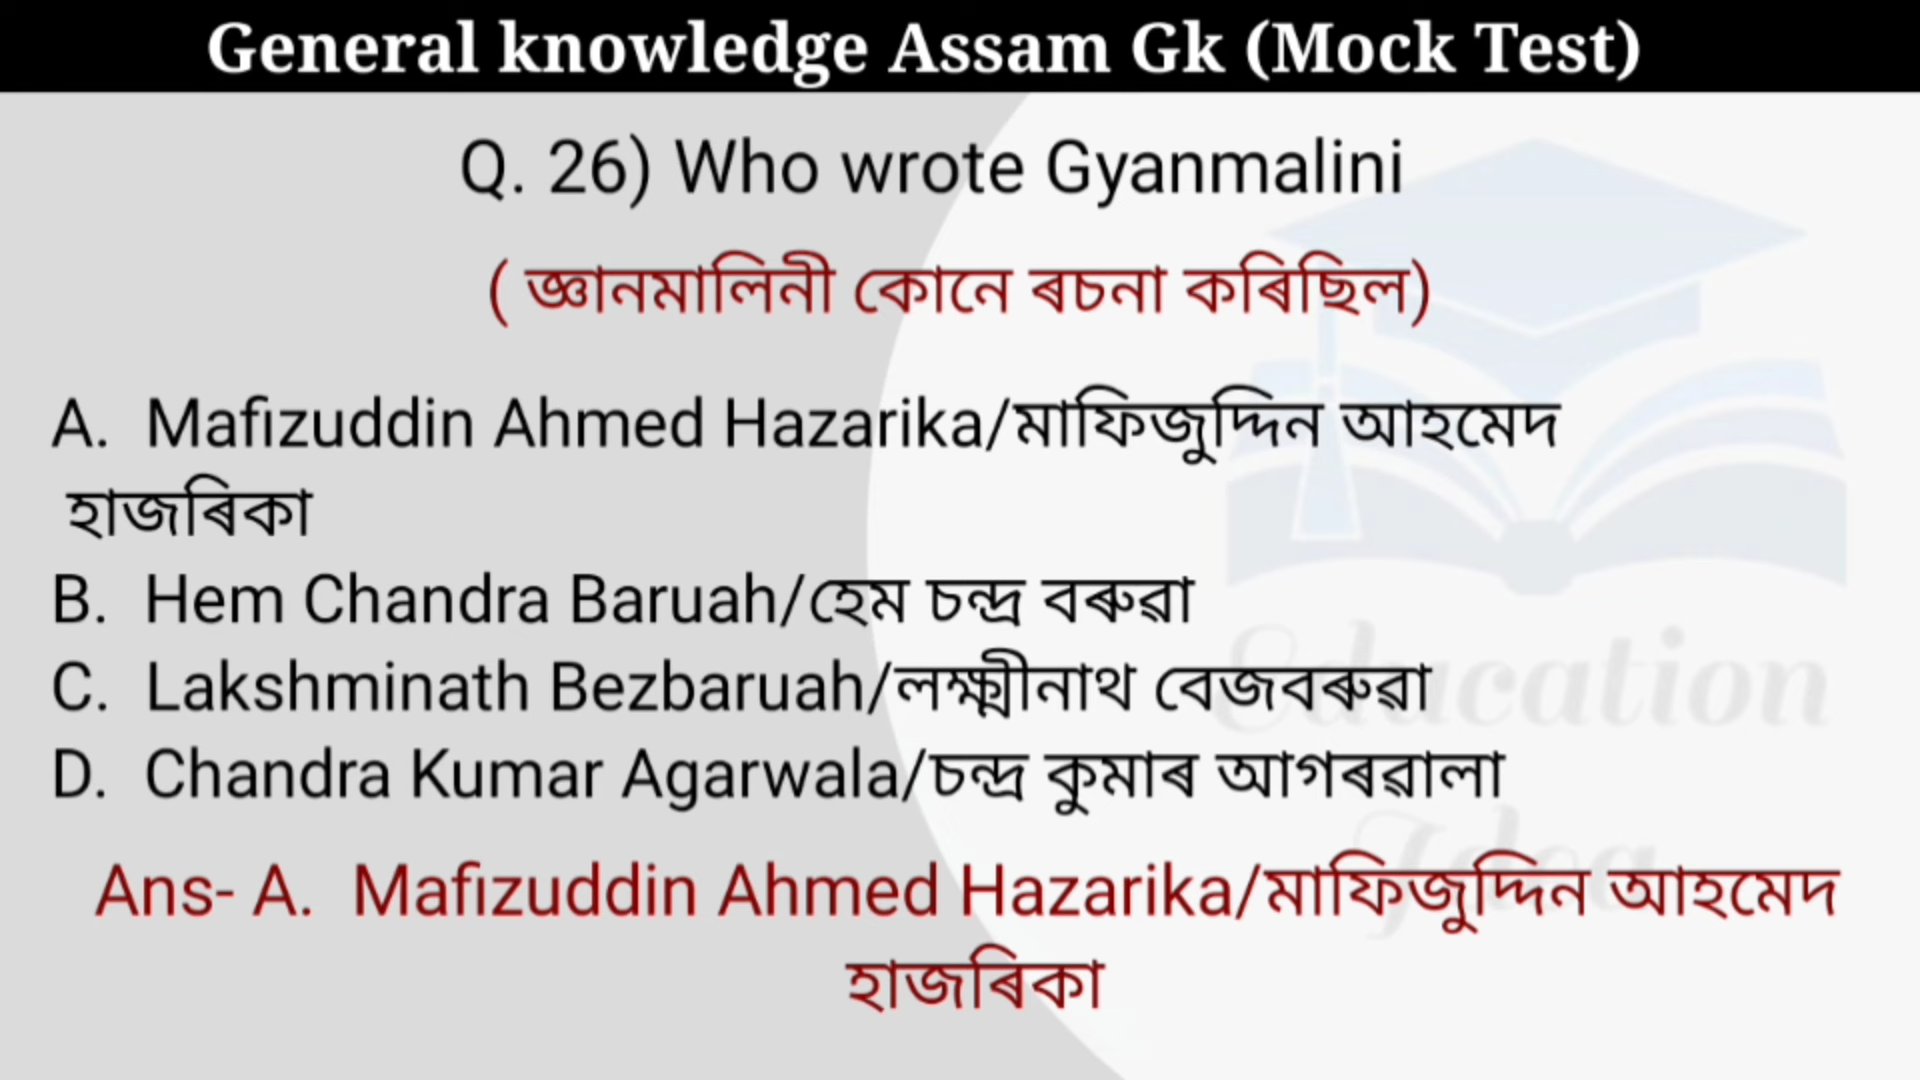 General knowledge Assam Gk (Mock Test)
Q. 26) Who wrote Gyanmalini
( জ্ঞানমালিনী কোনে ৰচনা কৰিছিল)
A. Mafizuddin Ahmed Hazarika/মাফিজুদ্দিন আহমেদ
হাজৰিকা
B. Hem Chandra Baruah/হেম চন্দ্ৰ বৰুৱা
C. Lakshminath Bezbaruah/লক্ষ্মীনাথ বেজবৰুৱা
D. Chandra Kumar Agarwala/চন্দ্ৰ কুমাৰ আগৰৱালা
Ans- A. Mafizuddin Ahmed Hazarika/মাফিজুদ্দিন আহমেদ
হাজৰিকা
Education
Idea